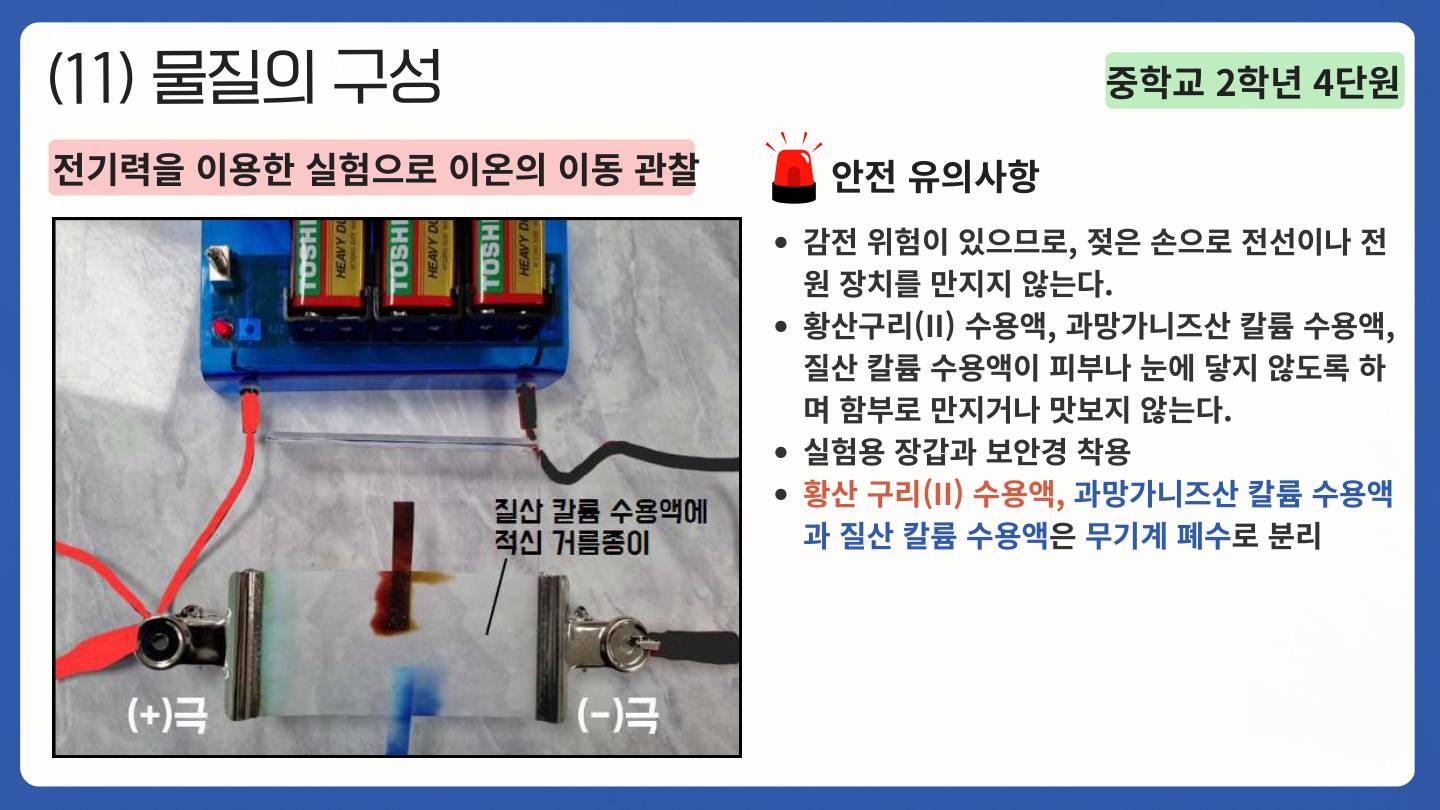 (11) 물질의 구성
중학교 2학년 4단원
전기력을 이용한 실험으로 이온의 이동 관찰
TOSHI
HEAVY DU
TOSHI
HEAVY D
TOSHI
HEAVY D
질산 칼륨 수용액에
적신 거름종이
(+)극
(-)극
안전 유의사항
• 감전 위험이 있으므로, 젖은 손으로 전선이나 전
원 장치를 만지지 않는다.
• 황산구리(II) 수용액, 과망가니즈산 칼륨 수용액,
질산 칼륨 수용액이 피부나 눈에 닿지 않도록 하
며 함부로 만지거나 맛보지 않는다.
• 실험용 장갑과 보안경 착용
• 황산 구리(II) 수용액, 과망가니즈산 칼륨 수용액
과 질산 칼륨 수용액은 무기계 폐수로 분리